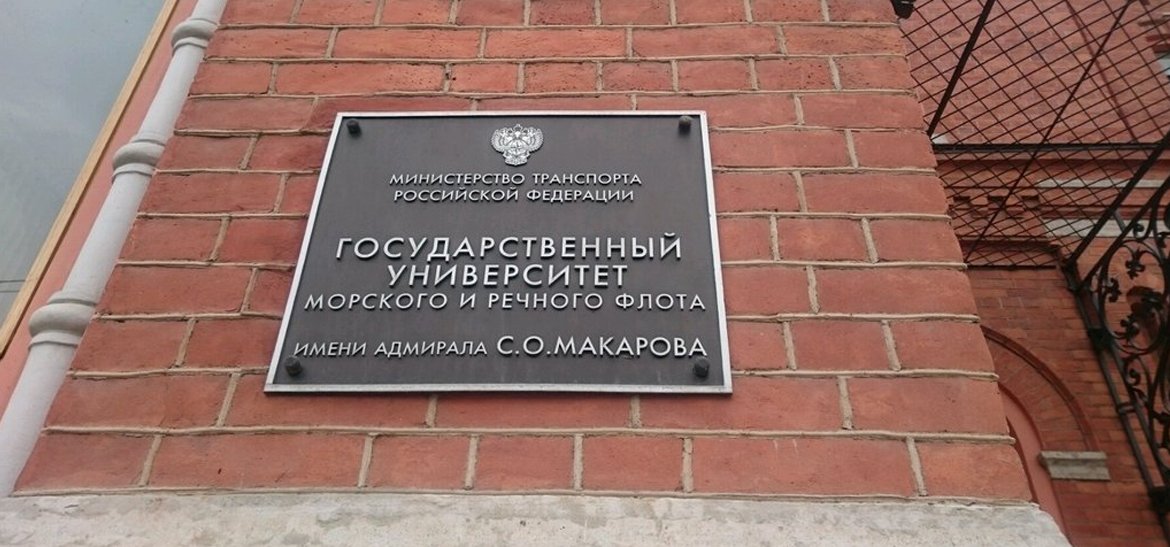 МИНИСТЕРСТВО ТРАНСПОРТА
РОССИЙСКОЙ ФЕДЕРАЦИИ
ГОСУДАРСТВЕННЫЙ
УНИВЕРСИТЕТ
МОРСКОГО И РЕЧНОГО ФЛОТА
ИМЕНИ АДМИРАЛА С.О.МАКАРОВА